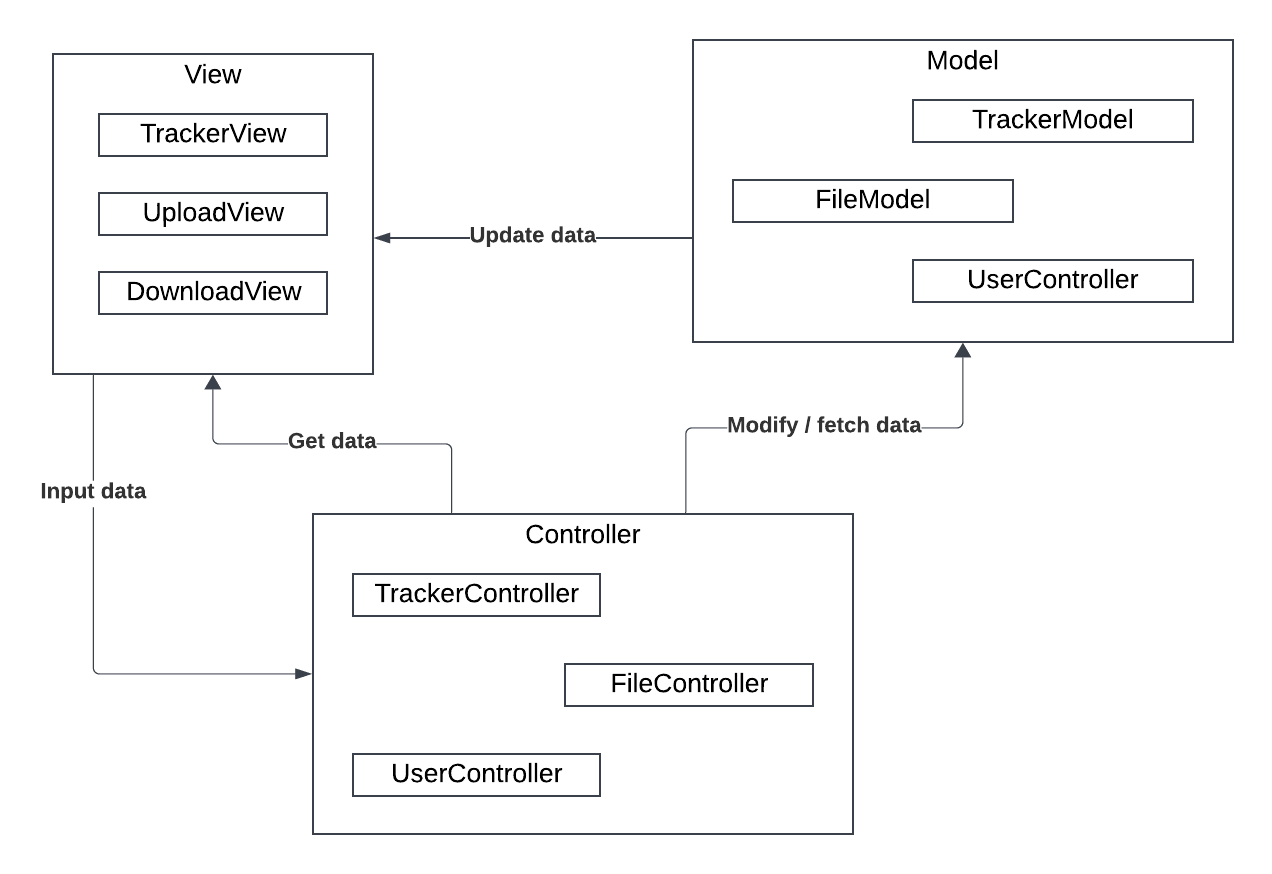 View
TrackerView
UploadView
DownloadView
Model
TrackerModel
FileModel
UserController
Update data
Get data
Modify / fetch data
Input data
Controller
TrackerController
FileController
UserController